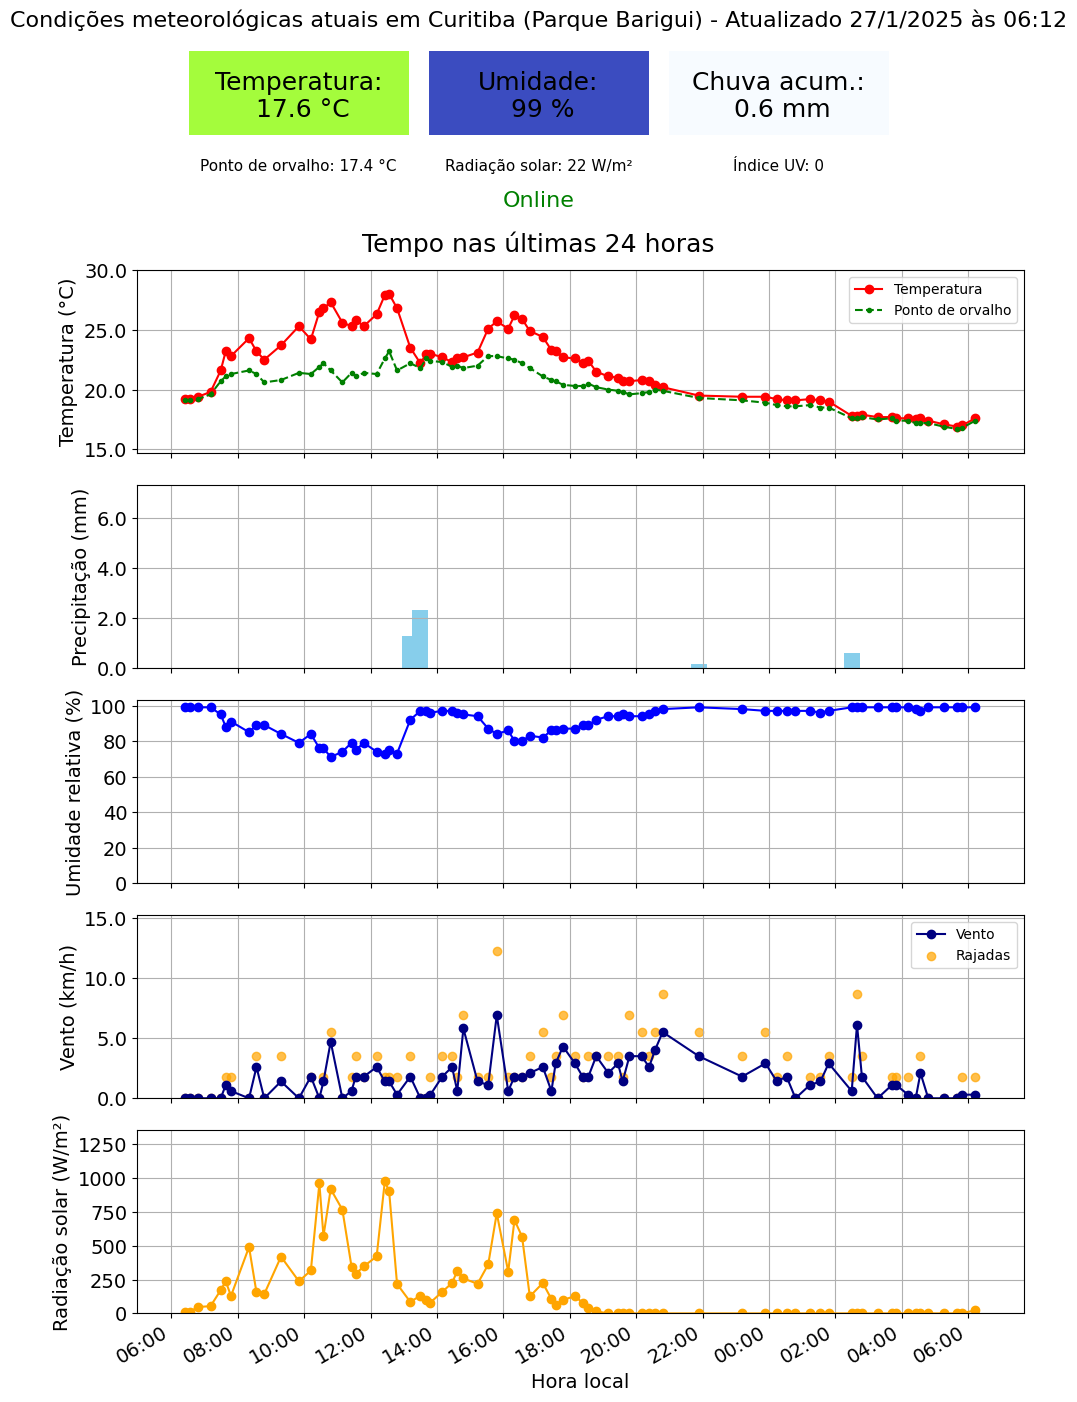 Condições meteorológicas atuais em Curitiba (Parque Barigui) - Atualizado 27/1/2025 às 06:12
Temperatura:
17.6 °C
Umidade:
99 %
Chuva acum.:
0.6 mm
Ponto de orvalho: 17.4 °C
Radiação solar: 22 W/m²
Índice UV: 0
Online
Tempo nas últimas 24 horas
Temperatura (°C)
30.0
25.0
20.0
15.0
Temperatura
Ponto de orvalho
Precipitação (mm)
6.0
4.0
2.0
0.0
Umidade relativa (%)
100
80
60
40
20
0
Vento (km/h)
15.0
10.0
5.0
0.0
Vento
Rajadas
Radiação solar (W/m²)
1250
1000
750
500
250
0
06:00 08:00 10:00 12:00 14:00 16:00 18:00 20:00 22:00 00:00 02:00 04:00 06:00
Hora local